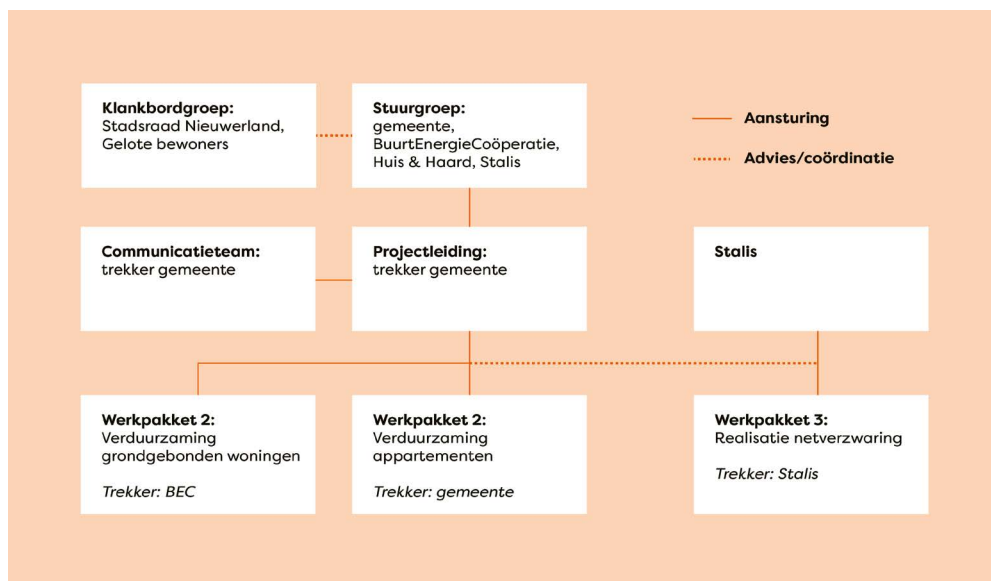 Klankbordgroep:
Stadsraad Nieuwerland,
Gelote bewoners
Stuurgroep:
gemeente,
BuurtEnergieCoöperatie,
Huis & Haard, Stalis
Aansturing
Advies/coördinatie
Communicatieteam:
trekker gemeente
Projectleiding:
trekker gemeente
Stalis
Werkpakket 2:
Verduurzaming
grondgebonden woningen
Trekker: BEC
Werkpakket 2:
Verduurzaming
appartementen
Trekker: gemeente
Werkpakket 3:
Realisatie netverzwaring
Trekker: Stalis